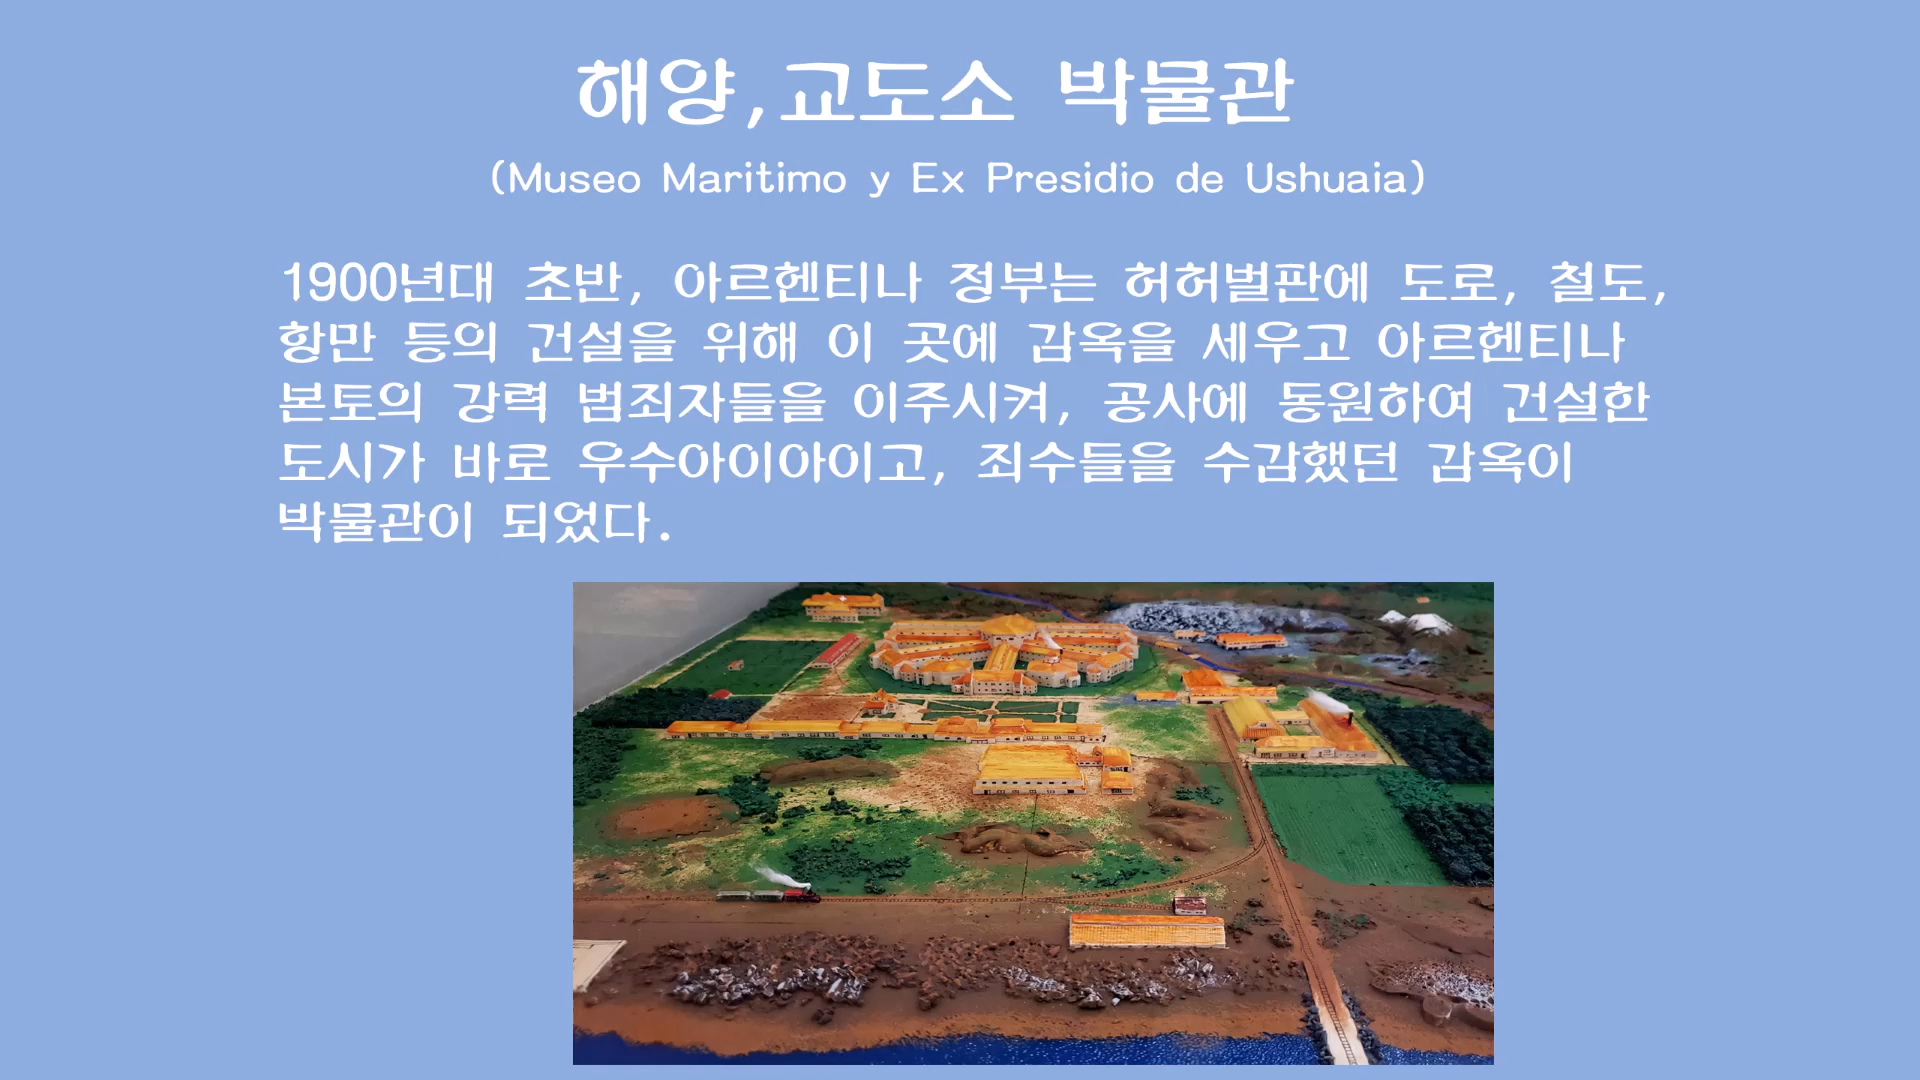 해양,교도소 박물관
(Museo Maritimo y Ex Presidio de Ushuaia)
1900년대 초반, 아르헨티나 정부는 허허벌판에 도로, 철도,
항만 등의 건설을 위해 이 곳에 감옥을 세우고 아르헨티나
본토의 강력 범죄자들을 이주시켜, 공사에 동원하여 건설한
도시가 바로 우수아이아이고, 죄수들을 수감했던 감옥이
박물관이 되었다.